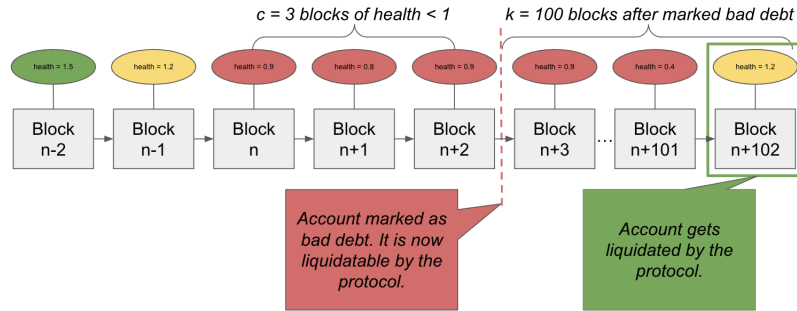 c = 3 blocks of health < 1
k = 100 blocks after marked bad debt
health = 1.5
health = 1.2
health = 0.9
health = 0.8
health = 0.9
health = 0.9
health = 0.4
health = 1.2
Block
n-2
Block
n-1
Block
n
Block
n+1
Block
n+2
Block
n+3
...
Block
n+101
Block
n+102
Account marked as
bad debt. It is now
liquidatable by the
protocol.
Account gets
liquidated by the
protocol.